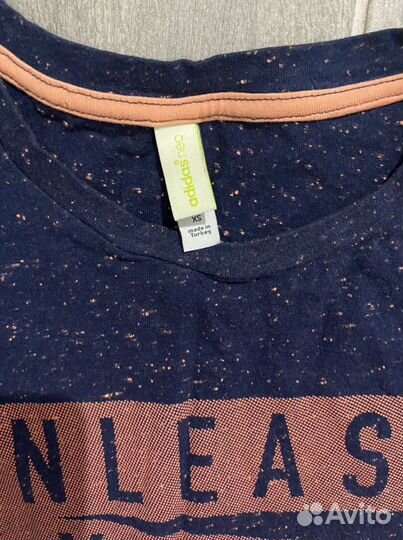 adidas neo
XS
made in
Turkey
NLEAS
Avito